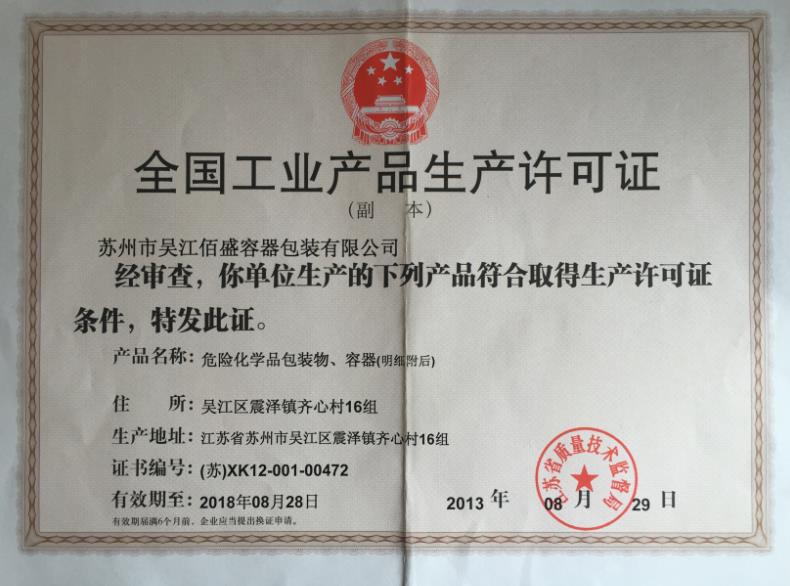 全国工业产品生产许可证
（副 本）
苏州市吴江佰盛容器包装有限公司
经审查，你单位生产的下列产品符合取得生产许可证
条件，特发此证。
产品名称：危险化学品包装物、容器(明细附后)
住 所：吴江区震泽镇齐心村16组
生产地址：江苏省苏州市吴江区震泽镇齐心村16组
证书编号：(苏)XK12-001-00472
有效期至：2018年08月28日
有效期届满6个月前，企业应当提出换证申请。
江苏省质量技术监督局
2013 年 08 月 29 日